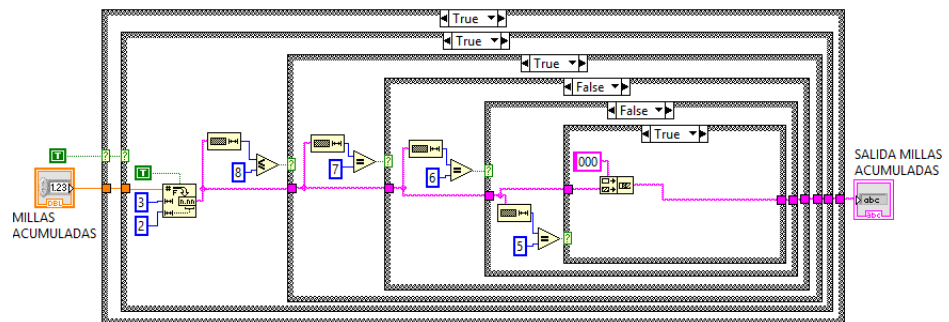 True
True
True
False
False
True
8
7
6
000
T
T
1.23
DBL
MILLAS
ACUMULADAS
3
2
5
SALIDA MILLAS
ACUMULADAS
abc
abc